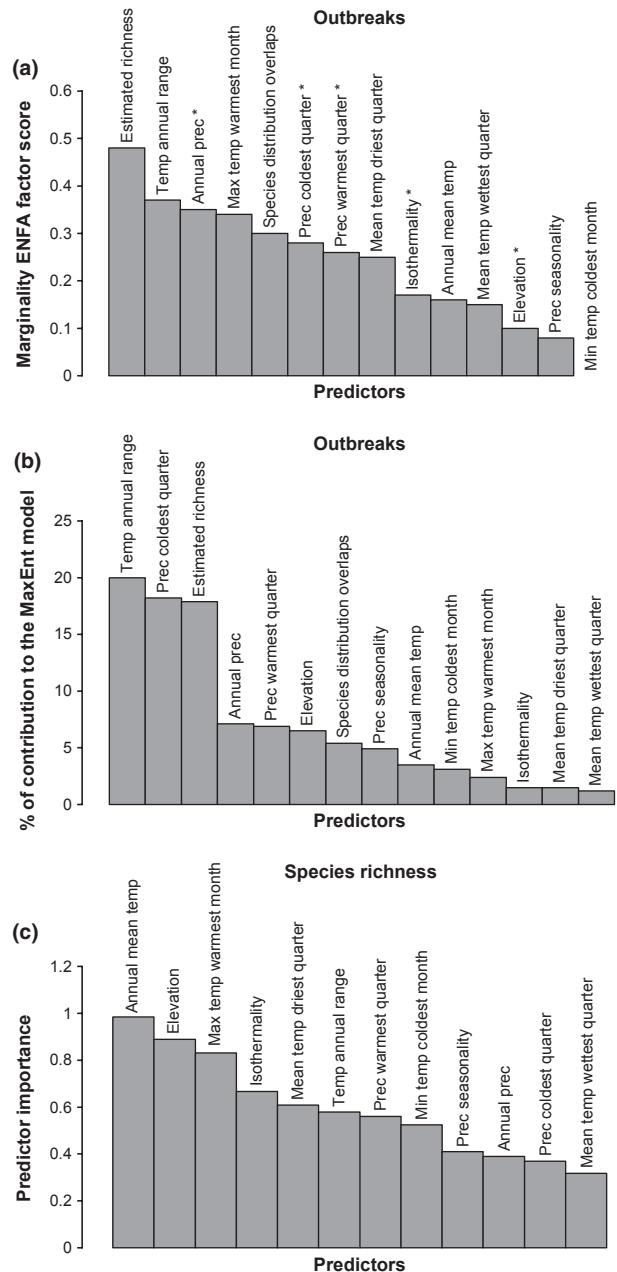 Outbreaks
(a)
Marginality ENFA factor score
0.6
0.5
0.4
0.3
0.2
0.1
0
Estimated richness
Temp annual range
Annual prec *
Max temp warmest month
Species distribution overlaps
Prec coldest quarter *
Prec warmest quarter *
Mean temp driest quarter
Isothermality *
Annual mean temp
Mean temp wettest quarter
Elevation *
Prec seasonality
Min temp coldest month
Predictors
Outbreaks
(b)
% of contribution to the MaxEnt model
25
20
15
10
5
0
Temp annual range
Prec coldest quarter
Estimated richness
Annual prec
Prec warmest quarter
Elevation
Species distribution overlaps
Prec seasonality
Annual mean temp
Min temp coldest month
Max temp warmest month
Isothermality
Mean temp driest quarter
Mean temp wettest quarter
Predictors
Species richness
(c)
Predictor importance
1.2
1
0.8
0.6
0.4
0.2
0
Annual mean temp
Elevation
Max temp warmest month
Isothermality
Mean temp driest quarter
Temp annual range
Prec warmest quarter
Min temp coldest month
Prec seasonality
Annual prec
Prec coldest quarter
Mean temp wettest quarter
Predictors